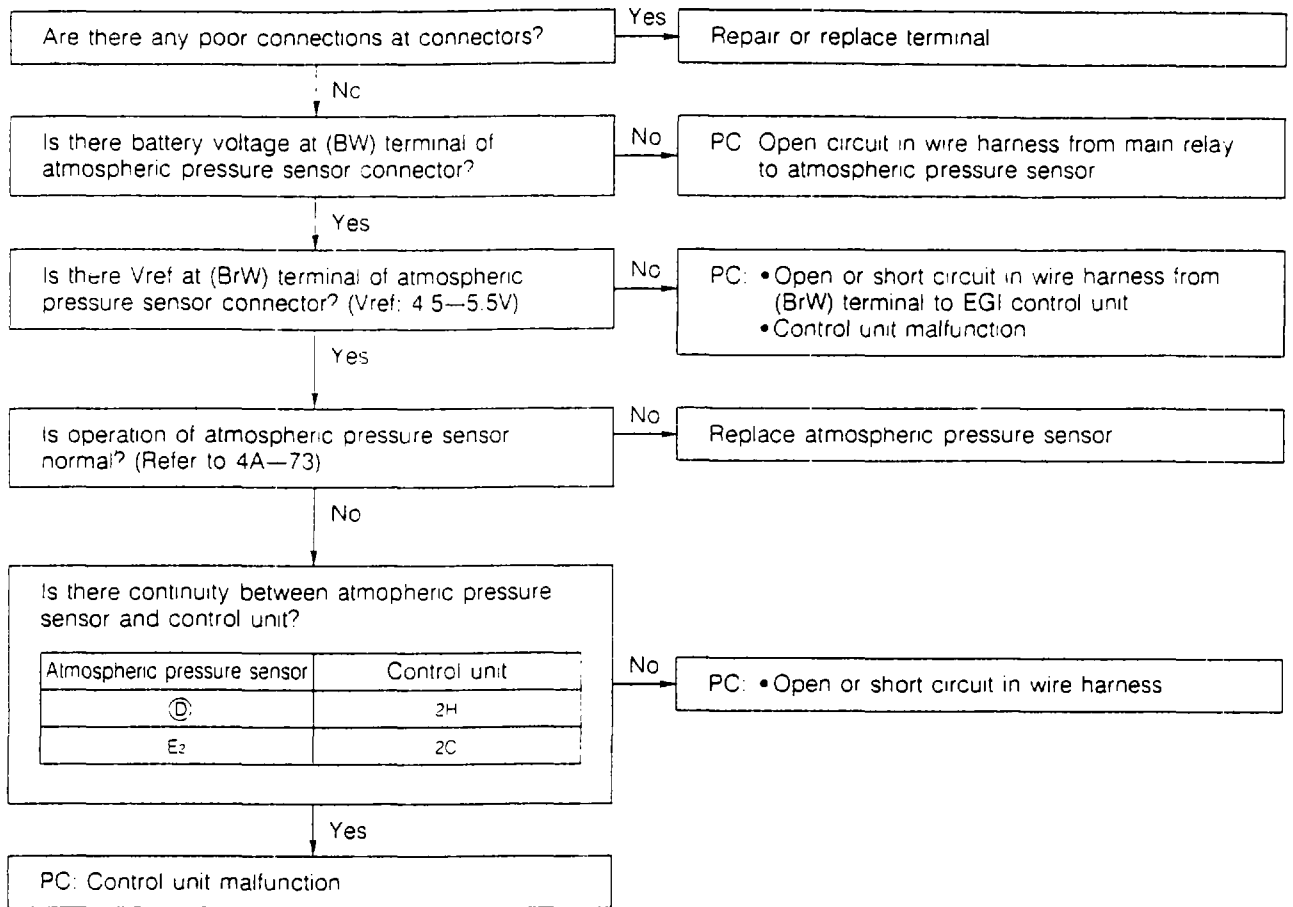 Are there any poor connections at connectors?
Yes
Repair or replace terminal
No
Is there battery voltage at (BW) terminal of
atmospheric pressure sensor connector?
No
PC Open circuit in wire harness from main relay
to atmospheric pressure sensor
Yes
Is there Vref at (BrW) terminal of atmospheric
pressure sensor connector? (Vref: 4 5—5.5V)
No
PC: • Open or short circuit in wire harness from
(BrW) terminal to EGI control unit
• Control unit malfunction
Yes
Is operation of atmospheric pressure sensor
normal? (Refer to 4A—73)
No
Replace atmospheric pressure sensor
No
Is there continuity between atmopheric pressure
sensor and control unit?
Atmospheric pressure sensor Control unit
Ⓓ 2H
E2 2C
No
PC: • Open or short circuit in wire harness
Yes
PC: Control unit malfunction